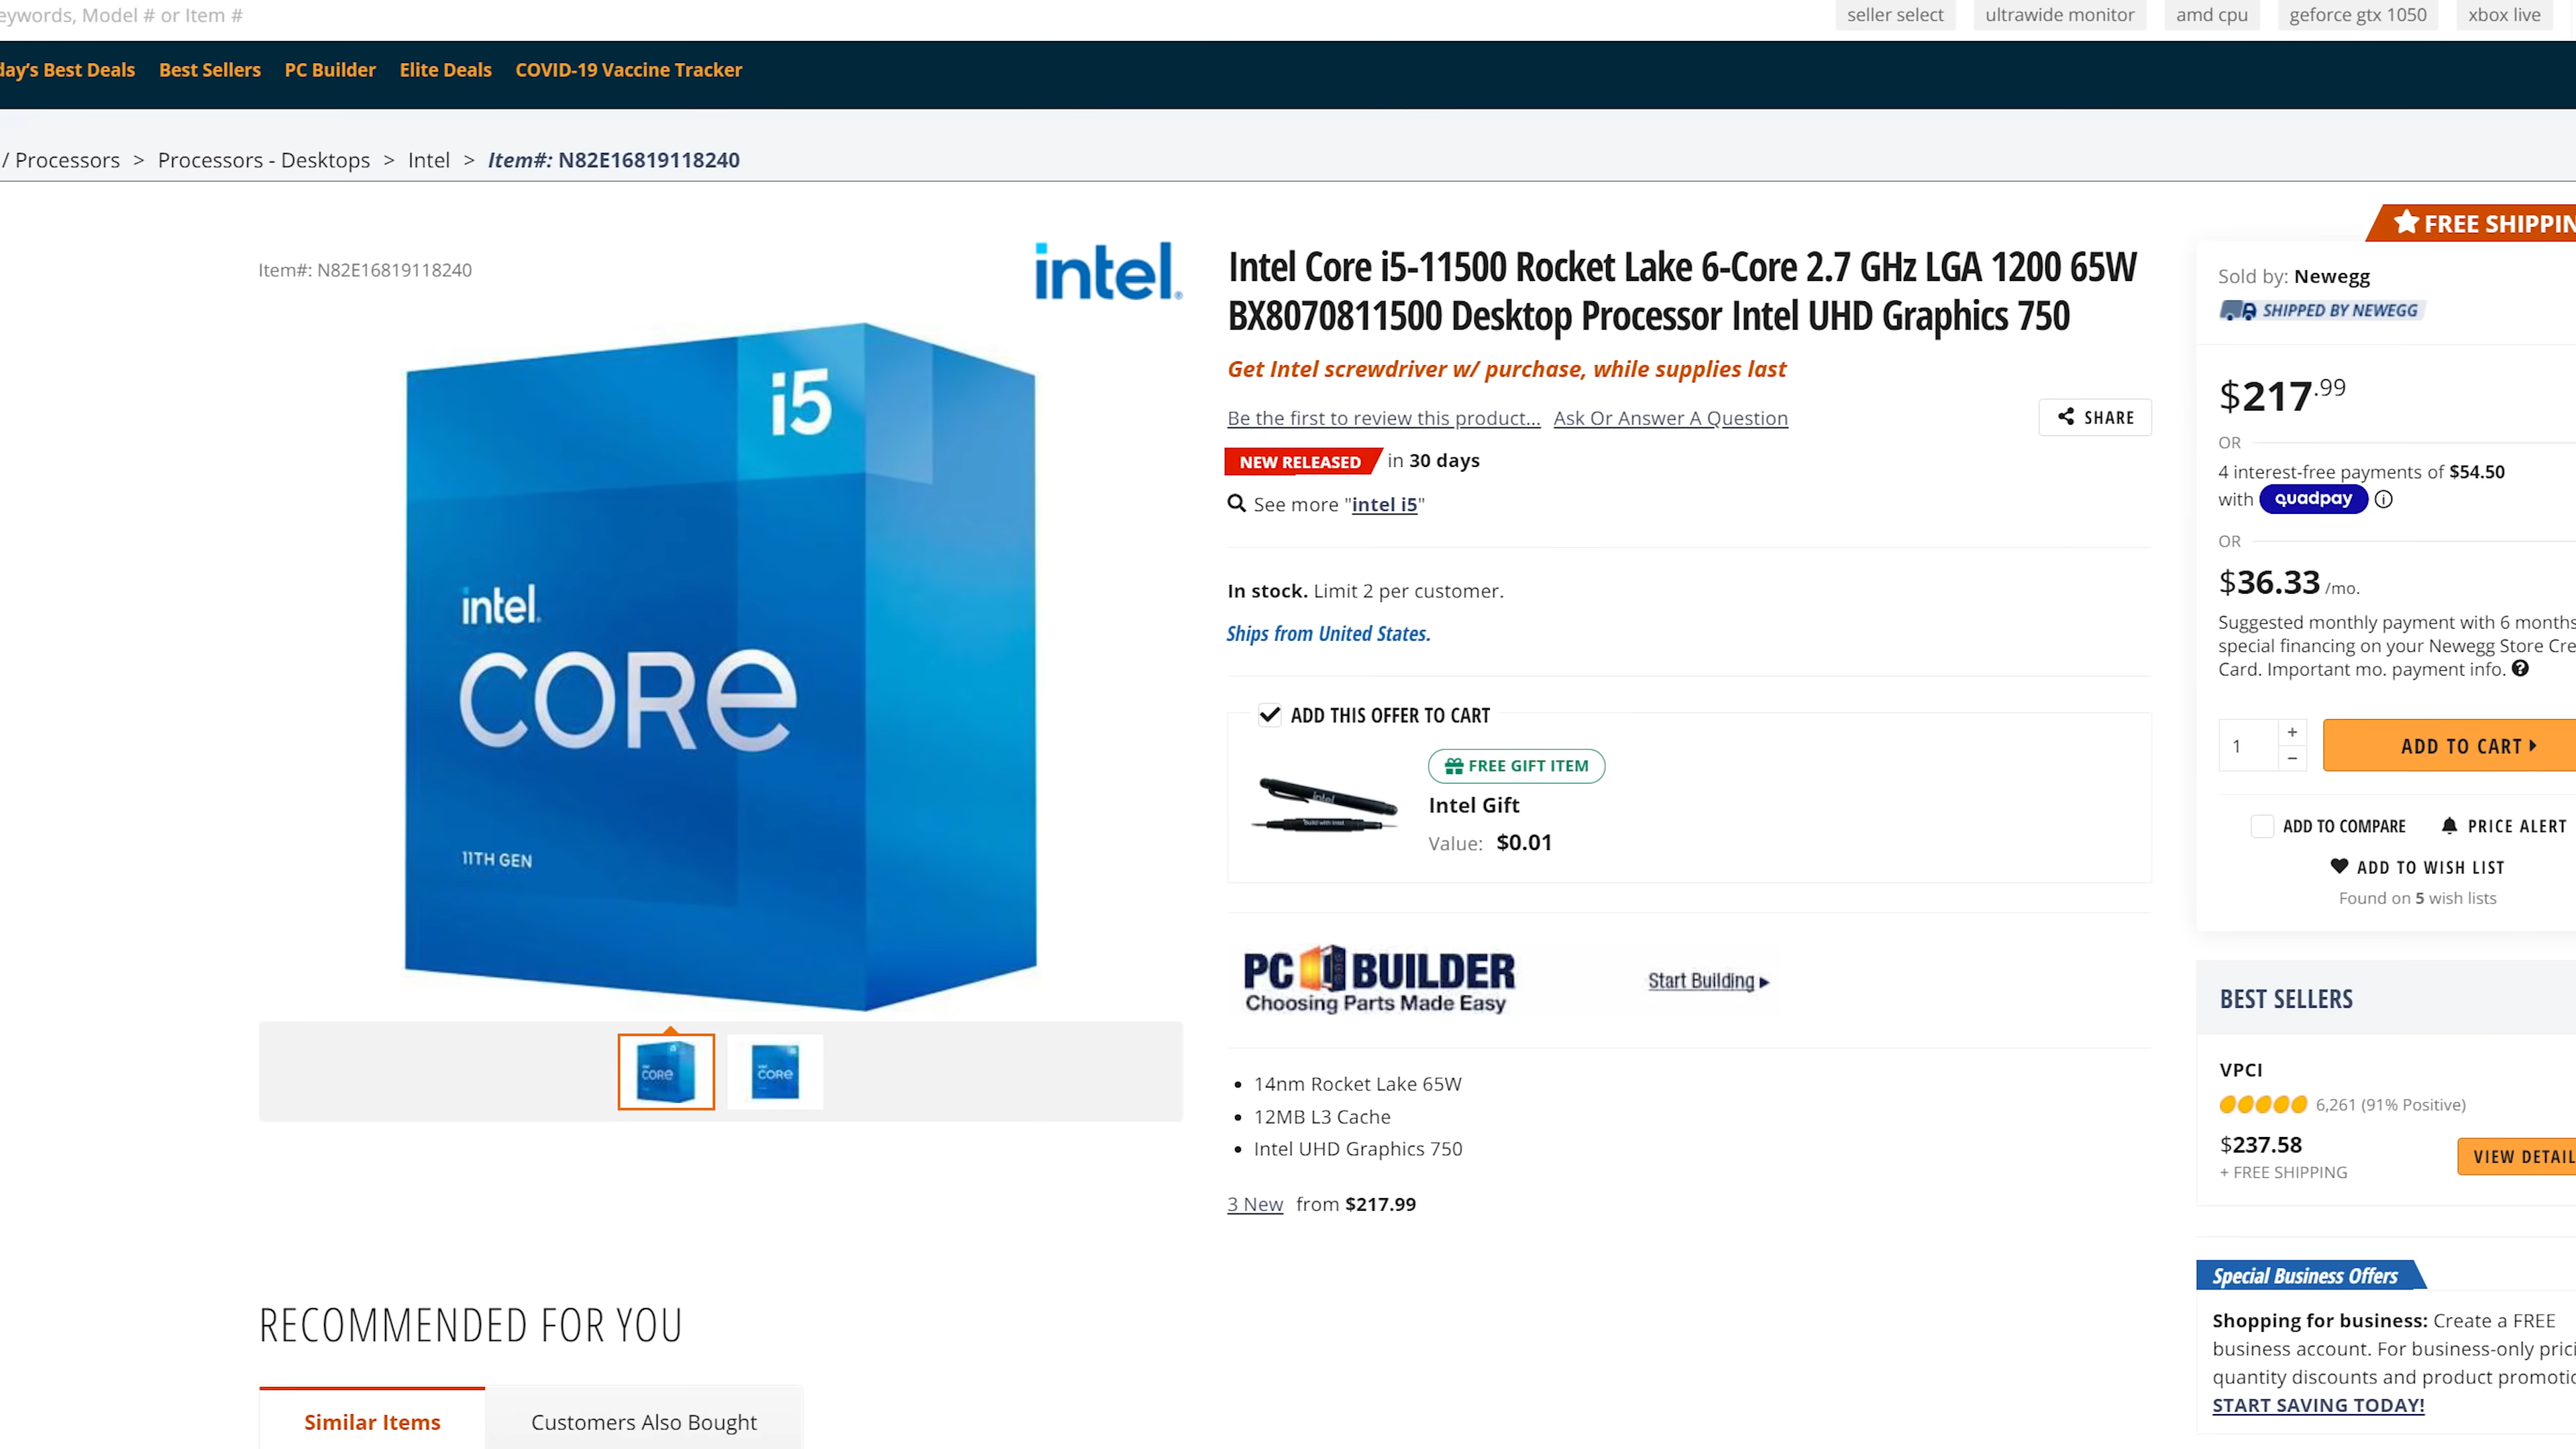 eywords, Model # or Item #
seller select
ultrawide monitor
amd cpu
geforce gtx 1050
xbox live
day's Best Deals
Best Sellers
PC Builder
Elite Deals
COVID-19 Vaccine Tracker
/ Processors > Processors - Desktops > Intel > Item#: N82E16819118240
Item#: N82E16819118240
intel.
i5
intel.
CORE
11TH GEN
CORE
CORE
Intel Core i5-11500 Rocket Lake 6-Core 2.7 GHz LGA 1200 65W
BX8070811500 Desktop Processor Intel UHD Graphics 750
Get Intel screwdriver w/ purchase, while supplies last
Be the first to review this product... Ask Or Answer A Question
SHARE
NEW RELEASED in 30 days
See more "intel i5"
In stock. Limit 2 per customer.
Ships from United States.
ADD THIS OFFER TO CART
FREE GIFT ITEM
Intel Gift
Value: $0.01
intel
Build with Intel
PC BUILDER
Choosing Parts Made Easy
Start Building
• 14nm Rocket Lake 65W
• 12MB L3 Cache
• Intel UHD Graphics 750
3 New from $217.99
FREE SHIPPIN
Sold by: Newegg
SHIPPED BY NEWEGG
$217.99
OR
4 interest-free payments of $54.50
with quadpay
OR
$36.33 /mo.
Suggested monthly payment with 6 months
special financing on your Newegg Store Cre
Card. Important mo. payment info.
1
+
−
ADD TO CART
ADD TO COMPARE
PRICE ALERT
ADD TO WISH LIST
Found on 5 wish lists
BEST SELLERS
VPCI
6,261 (91% Positive)
$237.58
+ FREE SHIPPING
VIEW DETAIL
Special Business Offers
Shopping for business: Create a FREE
business account. For business-only prici
quantity discounts and product promotio
START SAVING TODAY!
RECOMMENDED FOR YOU
Similar Items
Customers Also Bought